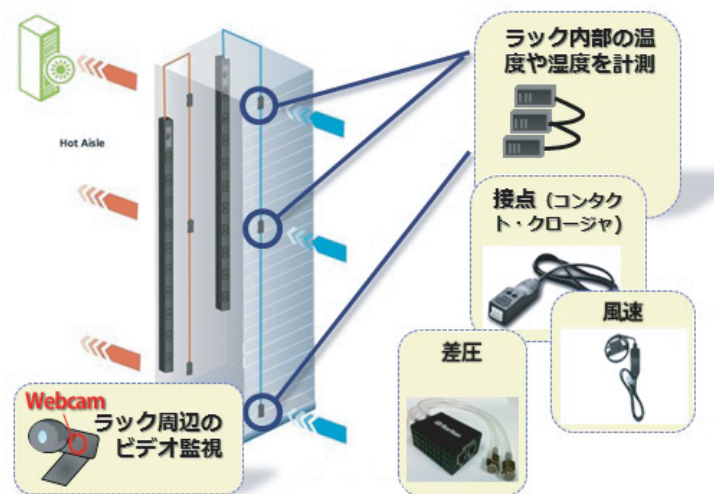 ラック内部の温
度や湿度を計測
Hot Aisle
接点（コンタク
ト・クロージャ）
風速
差圧
Webcam
ラック周辺の
ビデオ監視